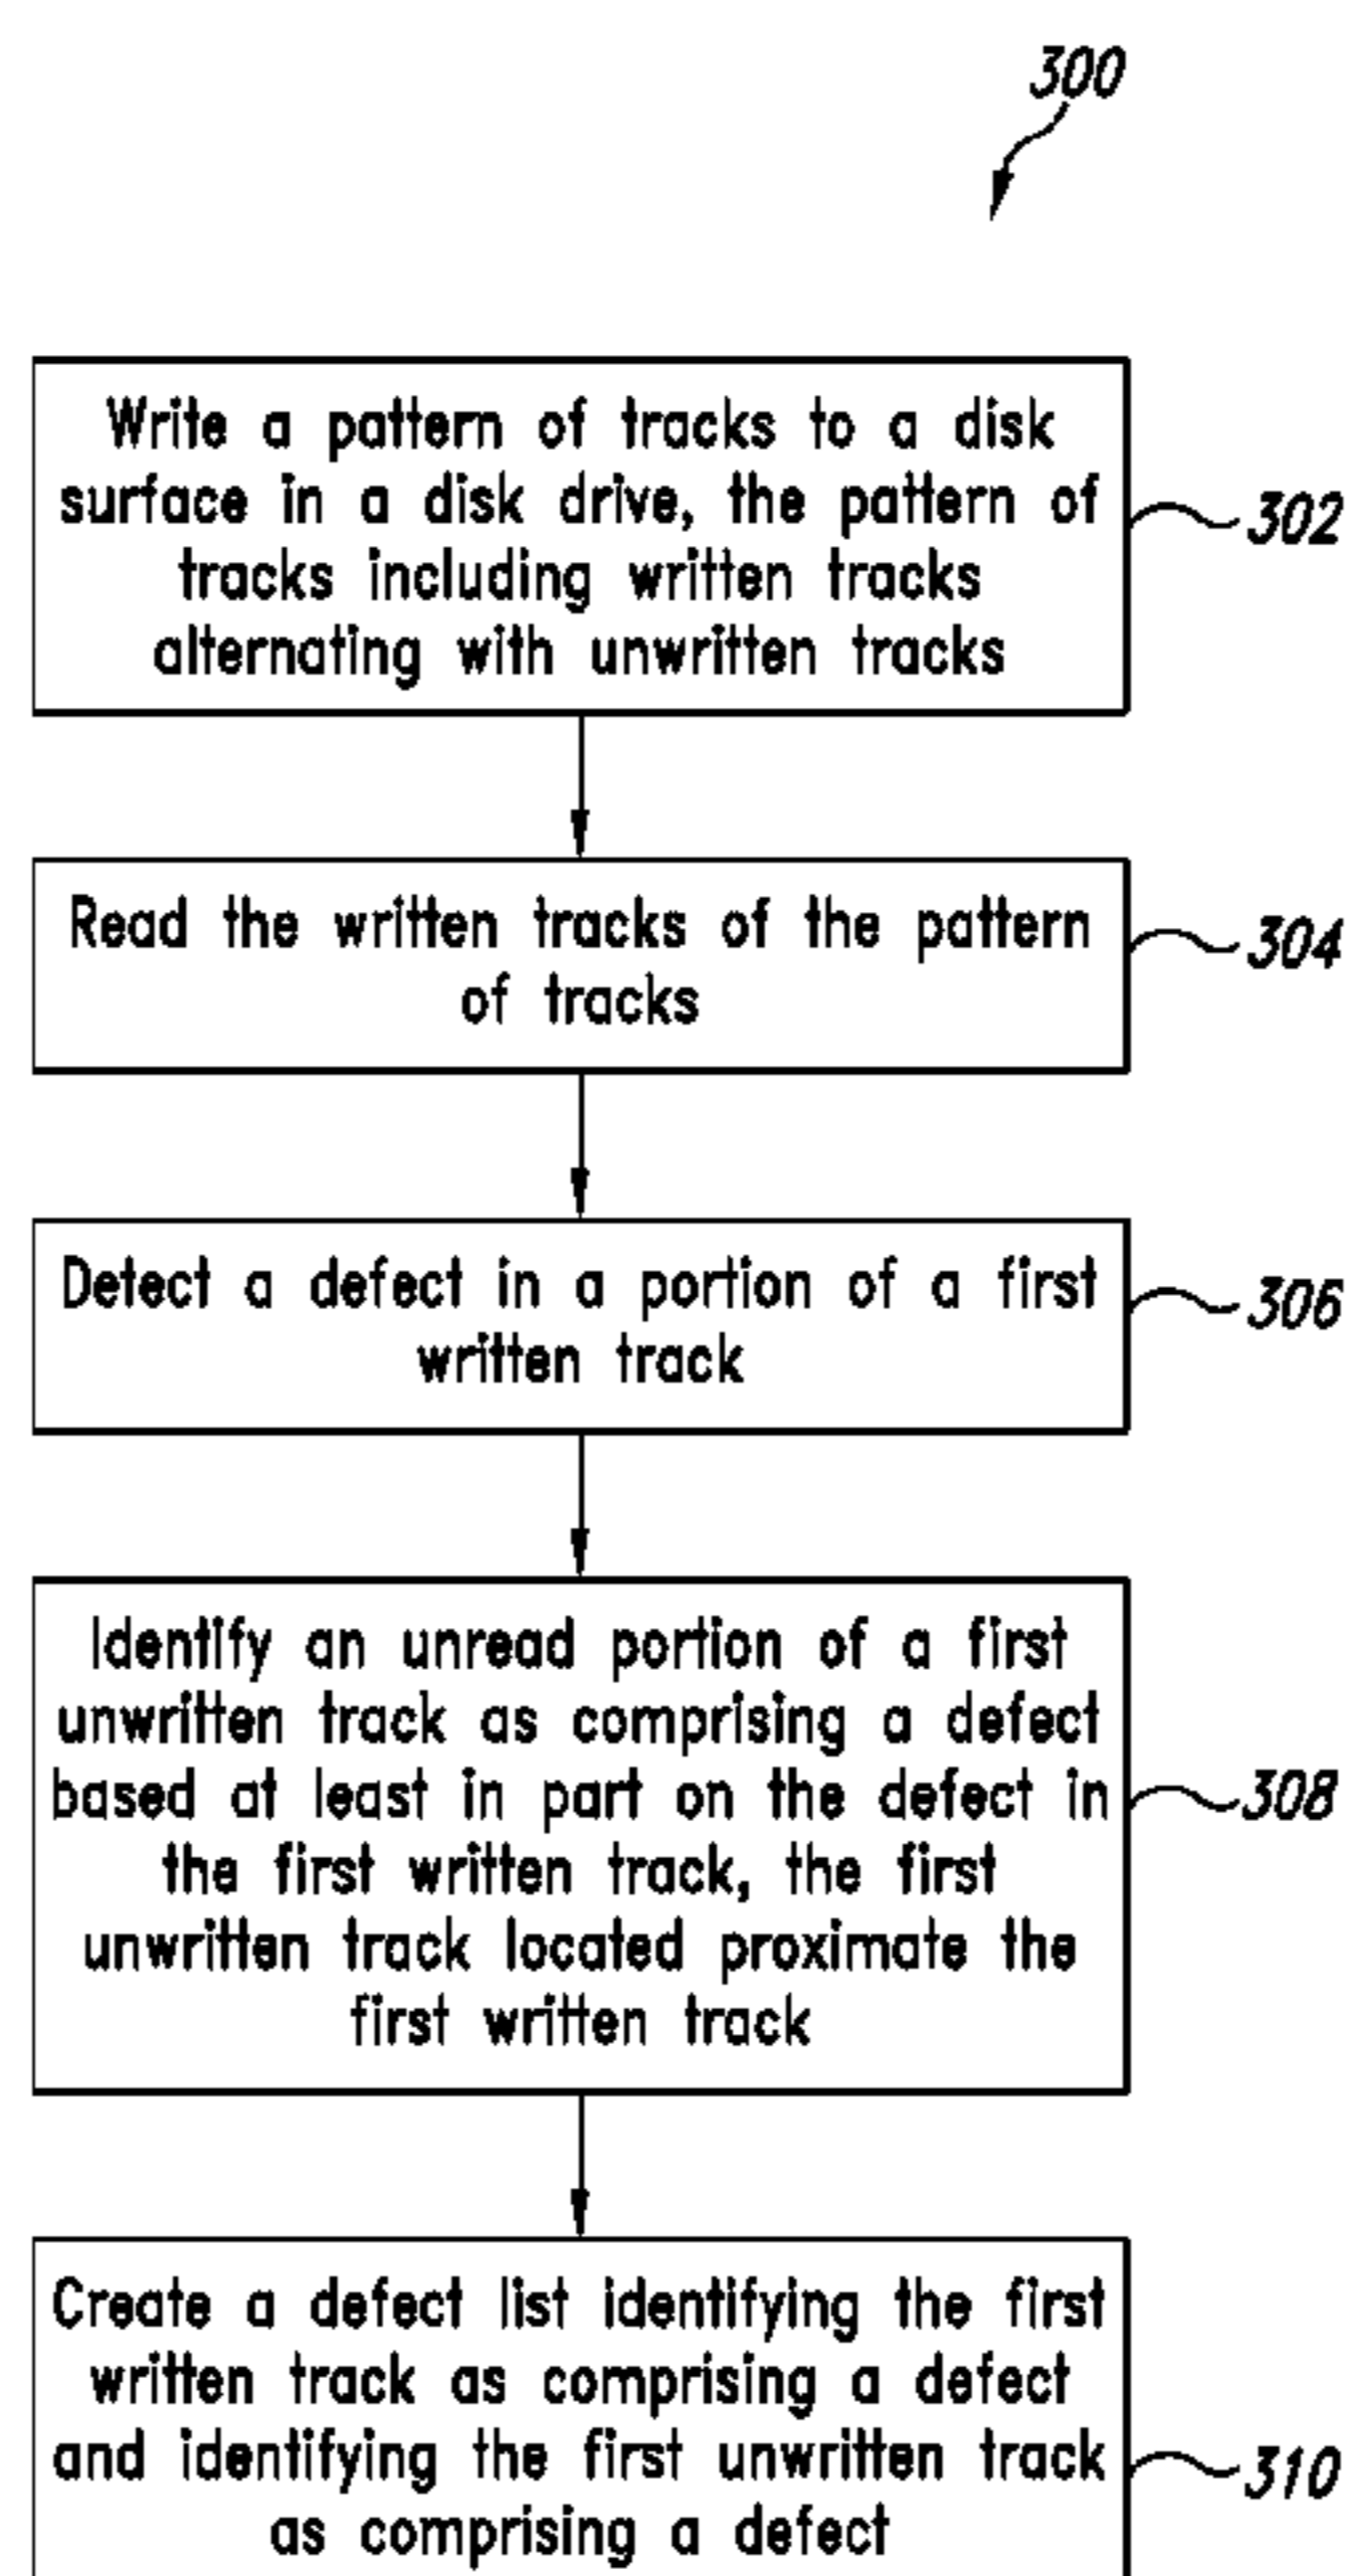 300
Write a pattern of tracks to a disk
surface in a disk drive, the pattern of
tracks including written tracks
alternating with unwritten tracks
302
Read the written tracks of the pattern
of tracks
304
Detect a defect in a portion of a first
written track
306
Identify an unread portion of a first
unwritten track as comprising a defect
based at least in part on the defect in
the first written track, the first
unwritten track located proximate the
first written track
308
Create a defect list identifying the first
written track as comprising a defect
and identifying the first unwritten track
as comprising a defect
310